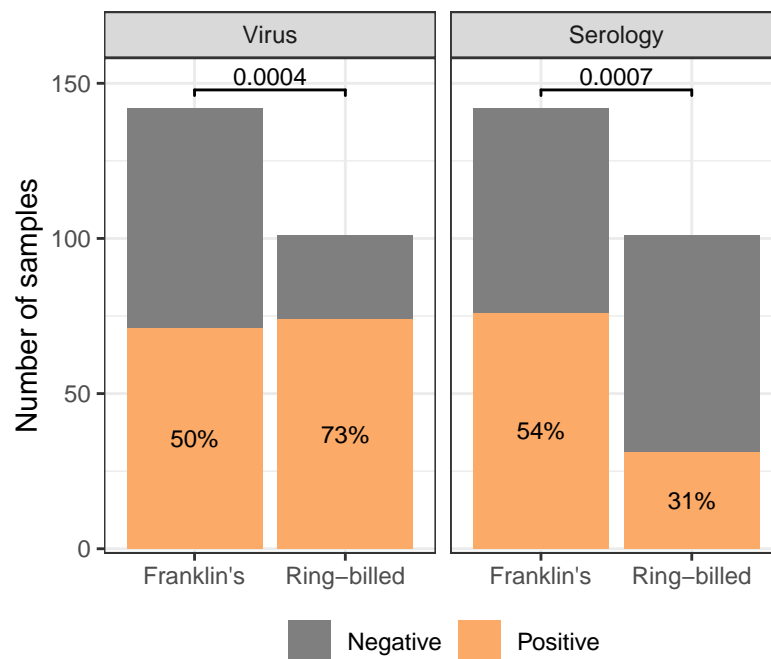 Virus
Serology
0.0004
0.0007
Number of samples
150
100
50
0
50%
73%
54%
31%
Franklin's
Ring−billed
Franklin's
Ring−billed
Negative
Positive